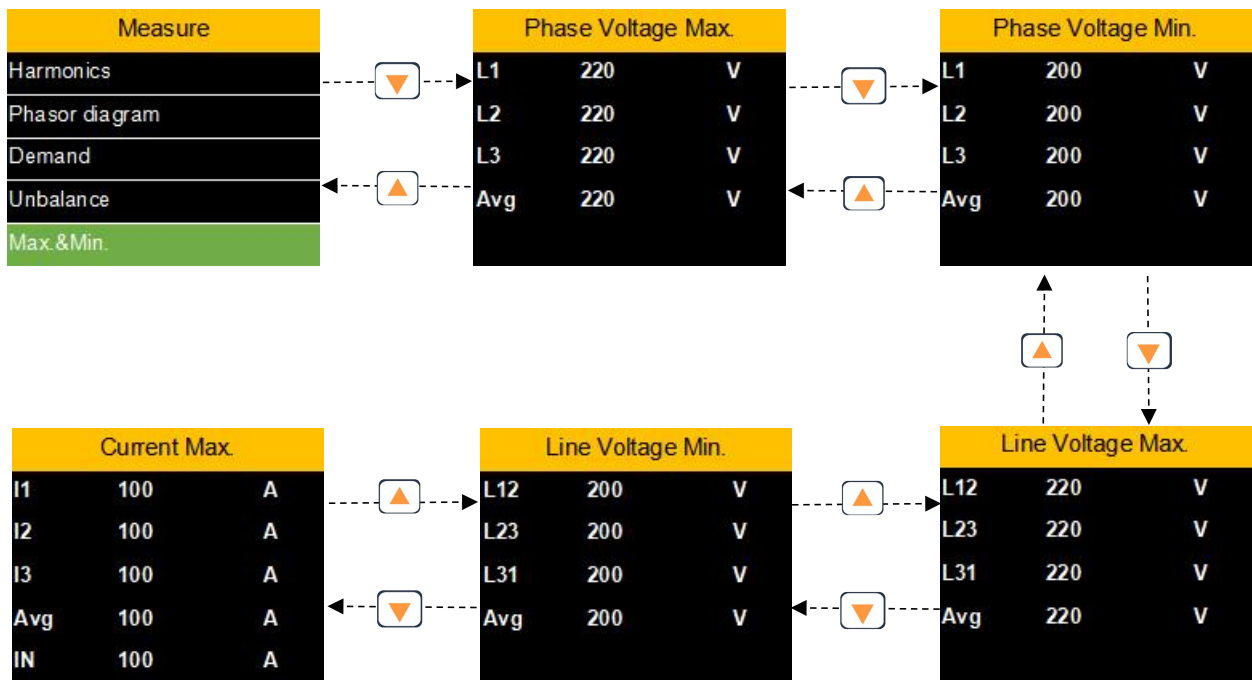 Measure
Harmonics
Phasor diagram
Demand
Unbalance
Max.&Min.
Phase Voltage Max.
L1 220 V
L2 220 V
L3 220 V
Avg 220 V
Phase Voltage Min.
L1 200 V
L2 200 V
L3 200 V
Avg 200 V
Current Max.
I1 100 A
I2 100 A
I3 100 A
Avg 100 A
IN 100 A
Line Voltage Min.
L12 200 V
L23 200 V
L31 200 V
Avg 200 V
Line Voltage Max.
L12 220 V
L23 220 V
L31 220 V
Avg 220 V